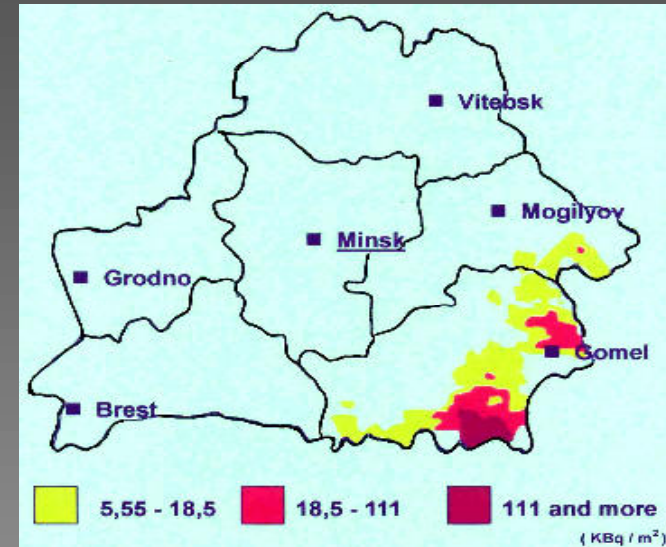 Vitebsk
Mogilyov
Minsk
Grodno
Gomel
Brest
5,55 - 18,5 18,5 - 111 111 and more
( KBq / m²)